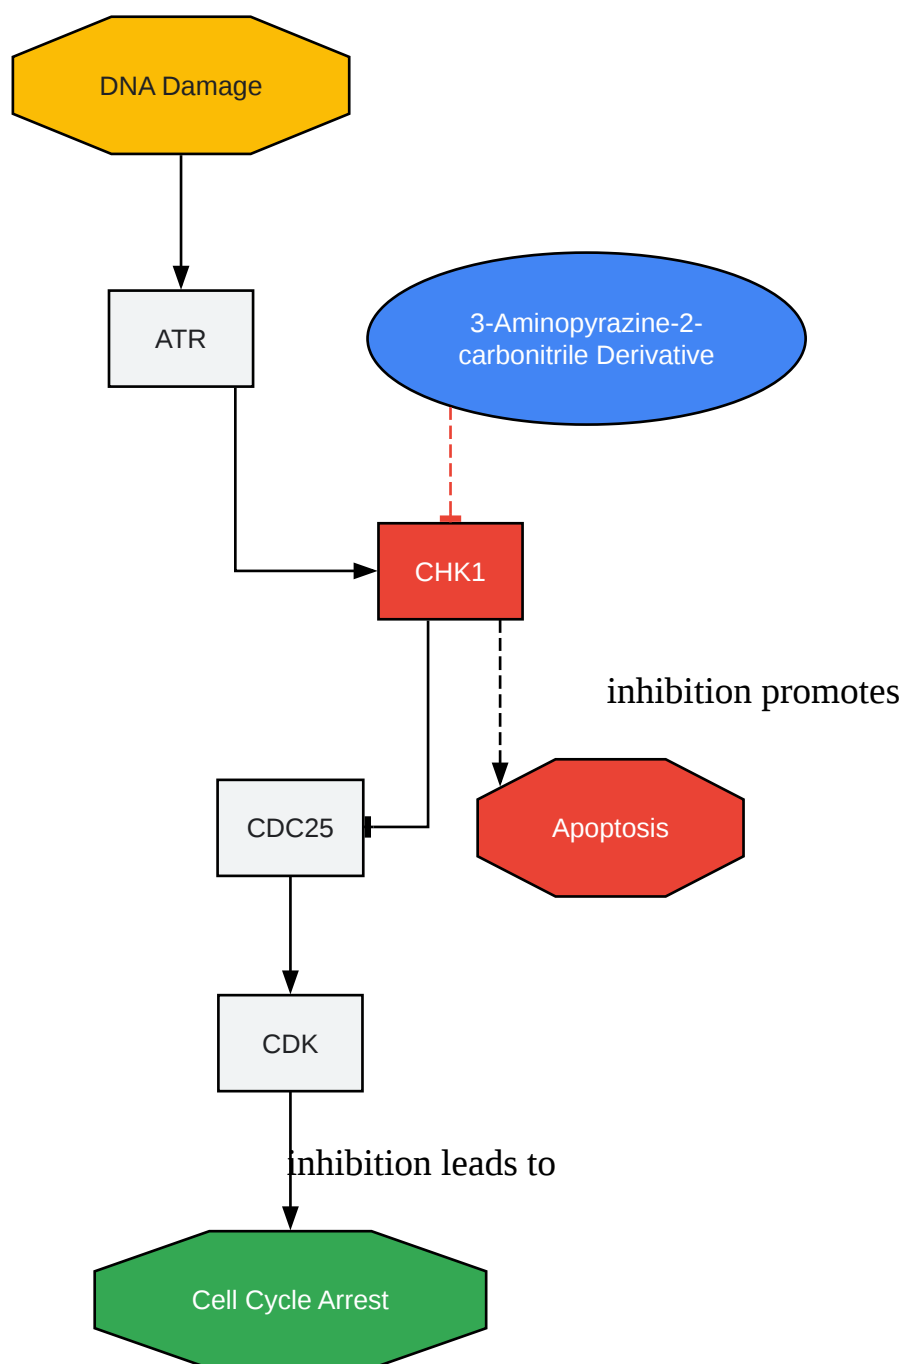 DNA Damage
ATR
3-Aminopyrazine-2-
carbonitrile Derivative
CHK1
inhibition promotes
CDC25
Apoptosis
CDK
inhibition leads to
Cell Cycle Arrest